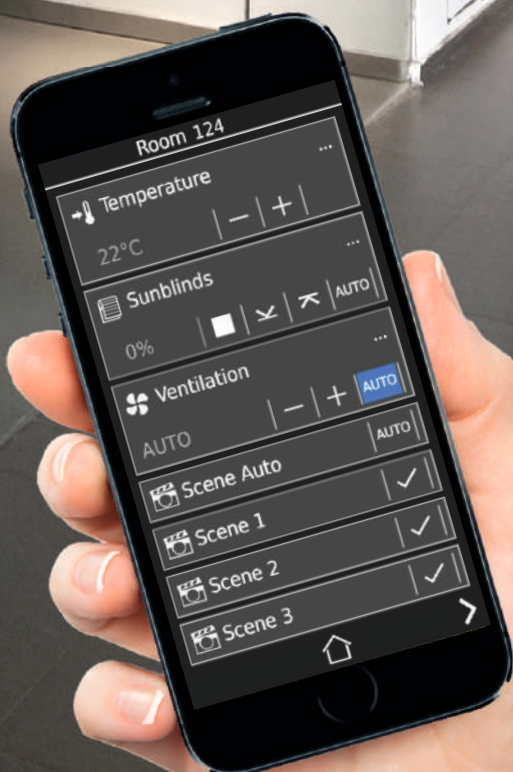 Room 124
Temperature
22°C
Sunblinds
0%
AUTO
Ventilation
AUTO
AUTO
Scene Auto
AUTO
Scene 1
Scene 2
Scene 3